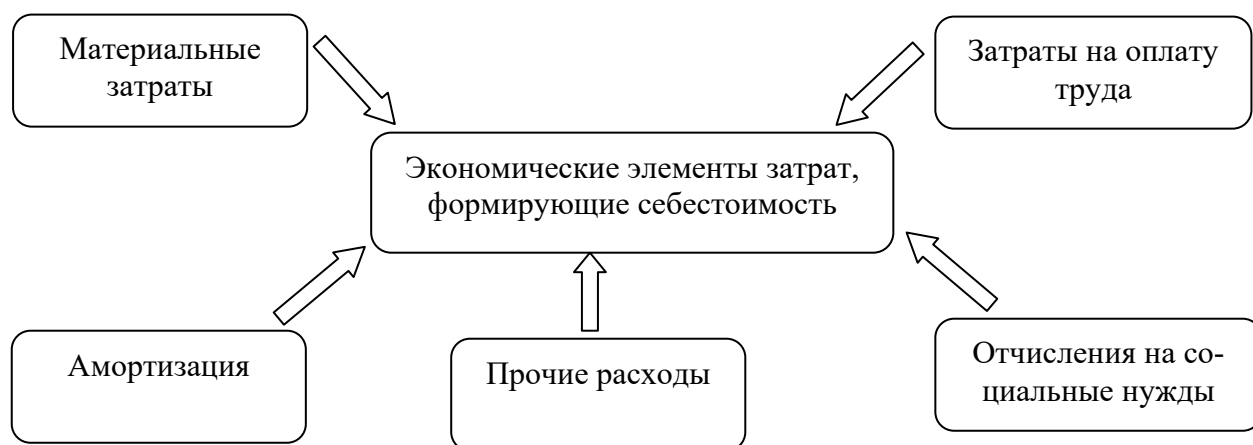 Материальные
затраты
Затраты на оплату
труда
Экономические элементы затрат,
формирующие себестоимость
Амортизация
Прочие расходы
Отчисления на со-
циальные нужды